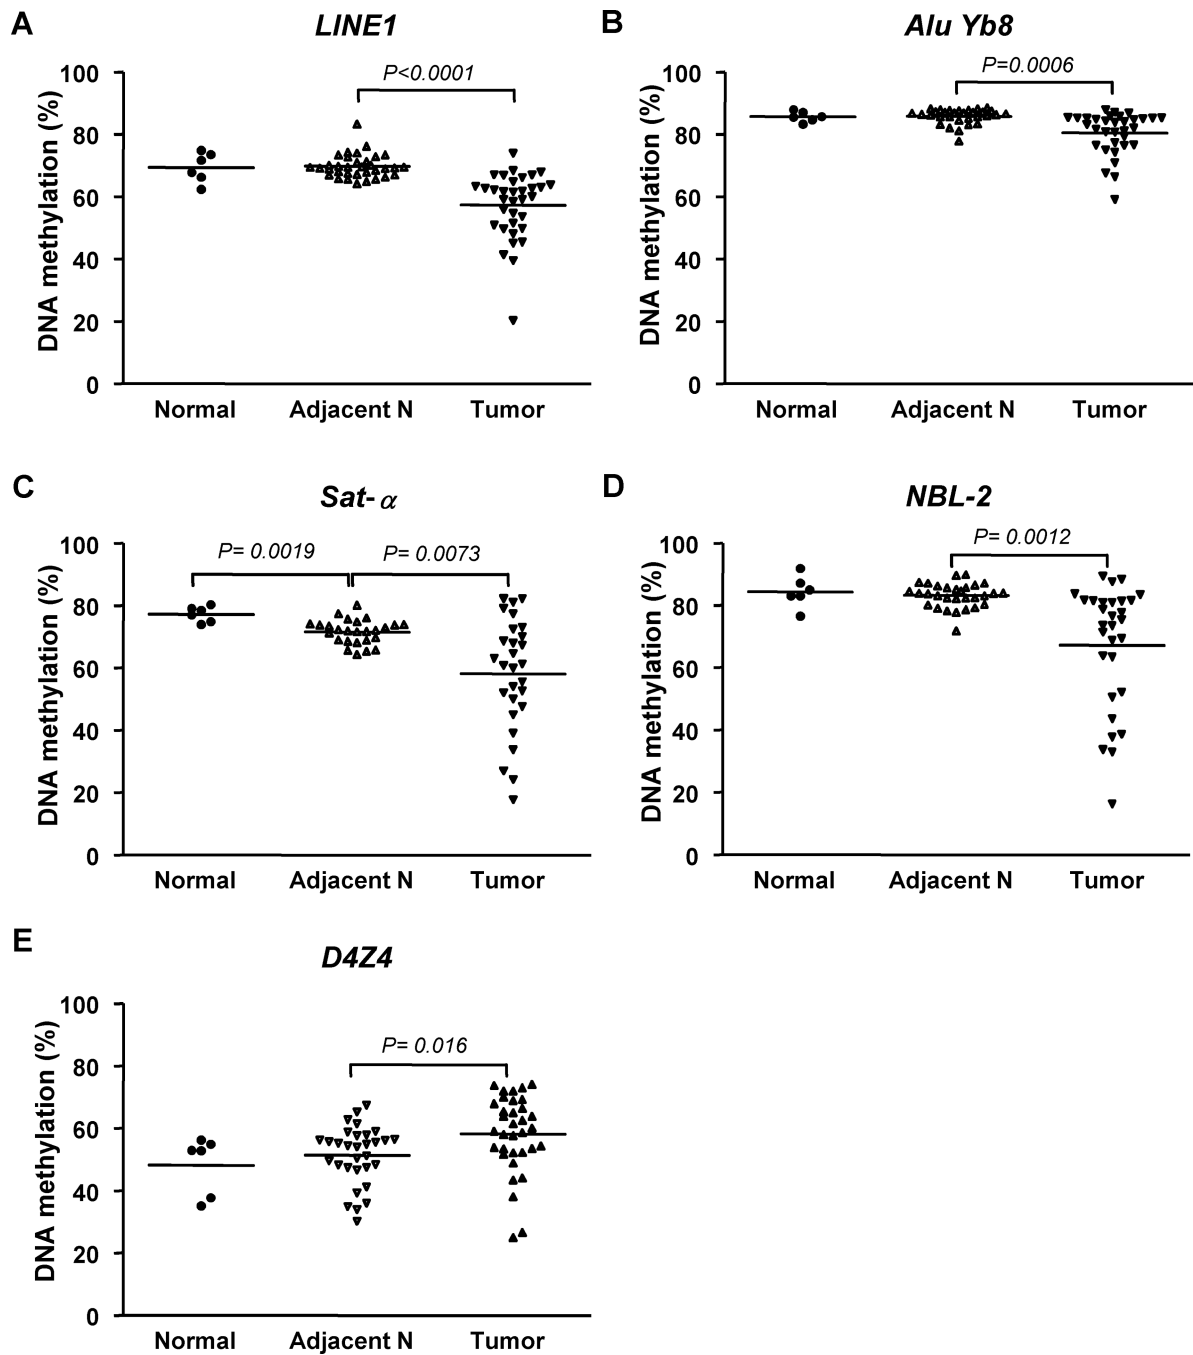 A
LINE1
P<0.0001
DNA methylation (%)
100
80
60
40
20
0
Normal
Adjacent N
Tumor
B
Alu Yb8
P=0.0006
DNA methylation (%)
100
80
60
40
20
0
Normal
Adjacent N
Tumor
C
Sat-α
P= 0.0019
P= 0.0073
DNA methylation (%)
100
80
60
40
20
0
Normal
Adjacent N
Tumor
D
NBL-2
P= 0.0012
DNA methylation (%)
100
80
60
40
20
0
Normal
Adjacent N
Tumor
E
D4Z4
P= 0.016
DNA methylation (%)
100
80
60
40
20
0
Normal
Adjacent N
Tumor